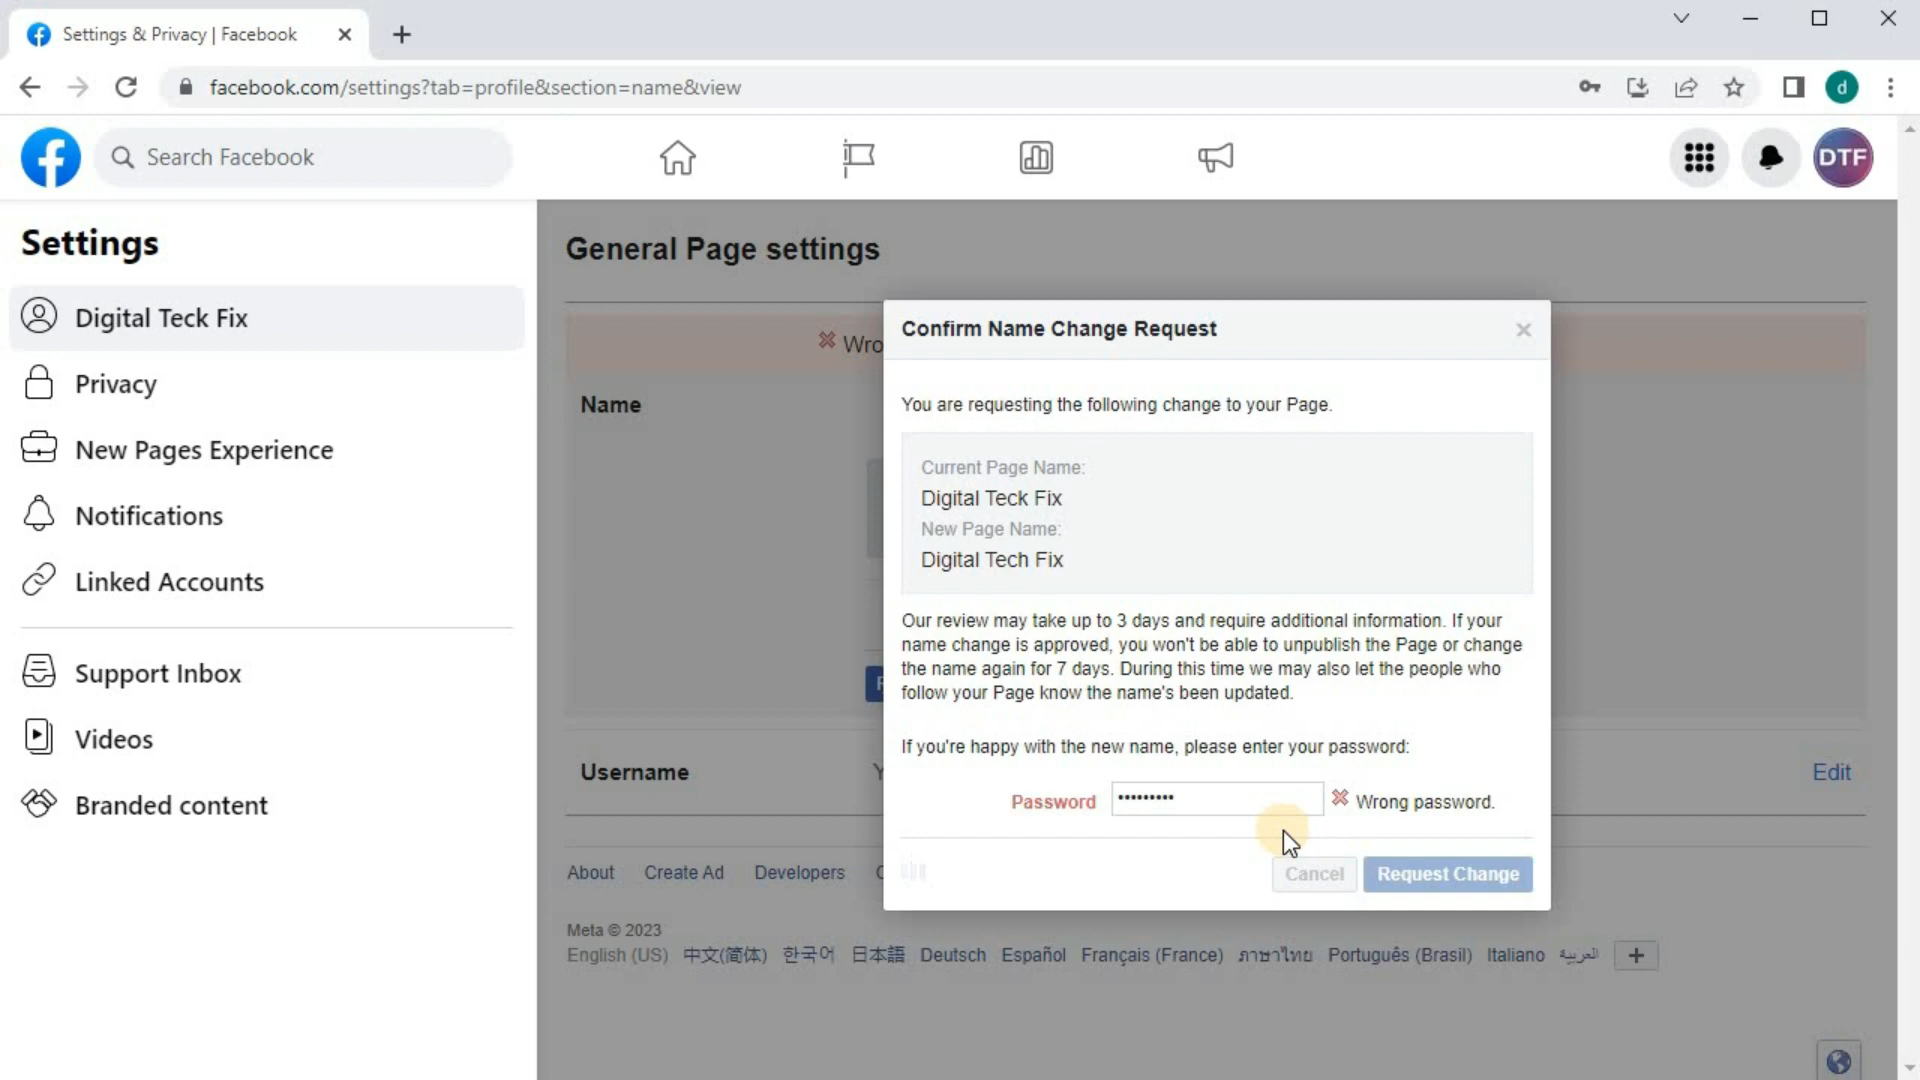 Settings & Privacy | Facebook
facebook.com/settings?tab=profile&section=name&view
d
Search Facebook
DTF
Settings
Digital Teck Fix
Privacy
New Pages Experience
Notifications
Linked Accounts
Support Inbox
Videos
Branded content
General Page settings
Name
Username
Edit
Confirm Name Change Request
You are requesting the following change to your Page.
Current Page Name:
Digital Teck Fix
New Page Name:
Digital Tech Fix
Our review may take up to 3 days and require additional information. If your
name change is approved, you won't be able to unpublish the Page or change
the name again for 7 days. During this time we may also let the people who
follow your Page know the name's been updated.
If you're happy with the new name, please enter your password:
Password ••••••••• Wrong password.
Cancel Request Change
About Create Ad Developers
Meta © 2023
English (US) 中文(简体) 한국어 日本語 Deutsch Español Français (France) ภาษาไทย Português (Brasil) Italiano العربية